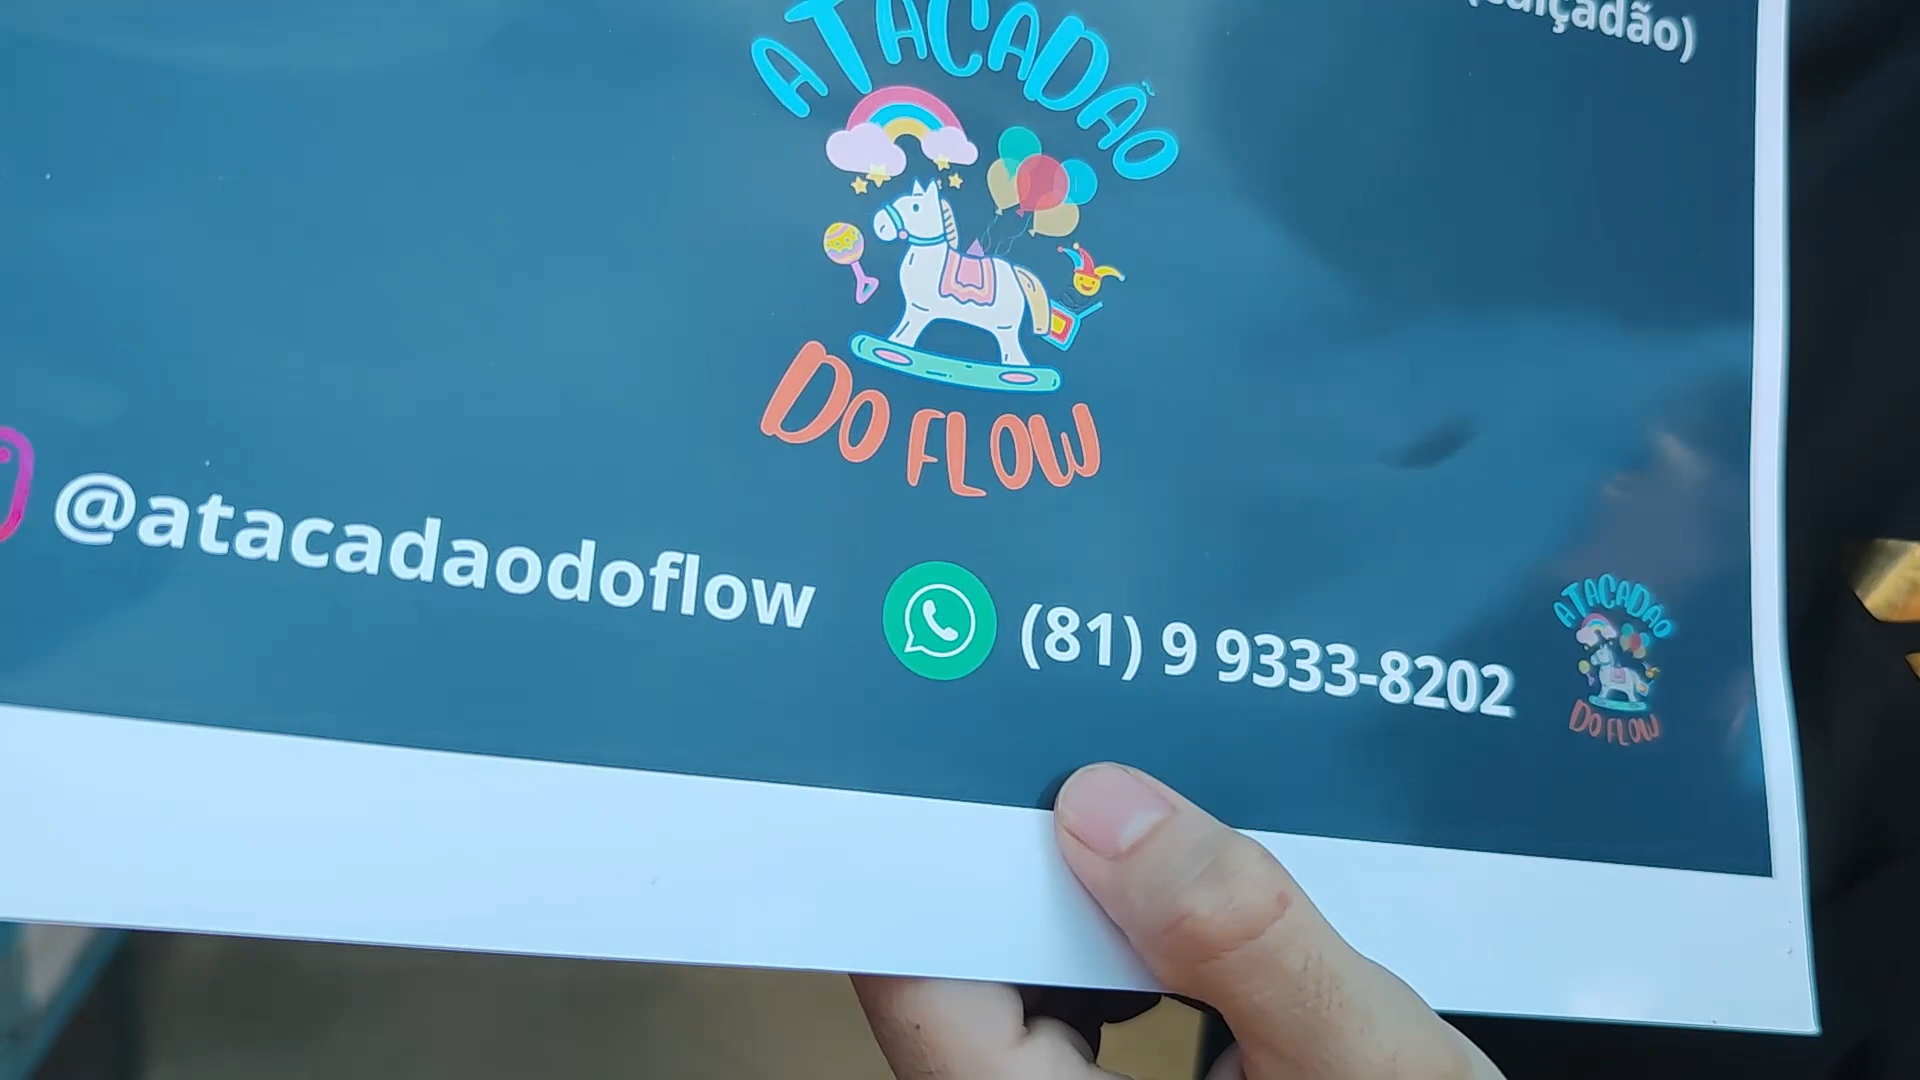 (calçadão)
ATACADÃO
DO FLOW
@atacadaodoflow
(81) 9 9333-8202
ATACADÃO
DO FLOW